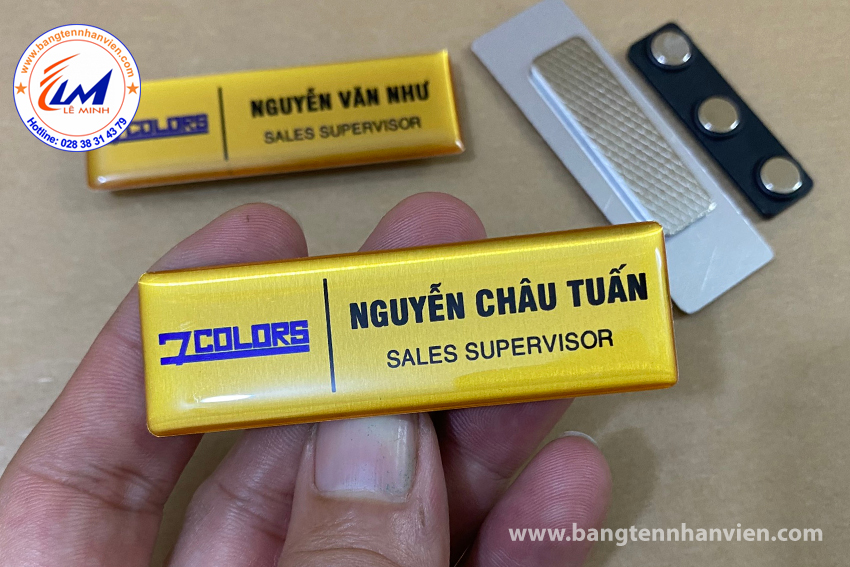 www.bangtennhanvien.com
LM
LÊ MINH
Hotline: 028 38 31 43 79
7COLORS
NGUYỄN VĂN NHƯ
SALES SUPERVISOR
7COLORS
NGUYỄN CHÂU TUẤN
SALES SUPERVISOR
www.bangtennhanvien.com